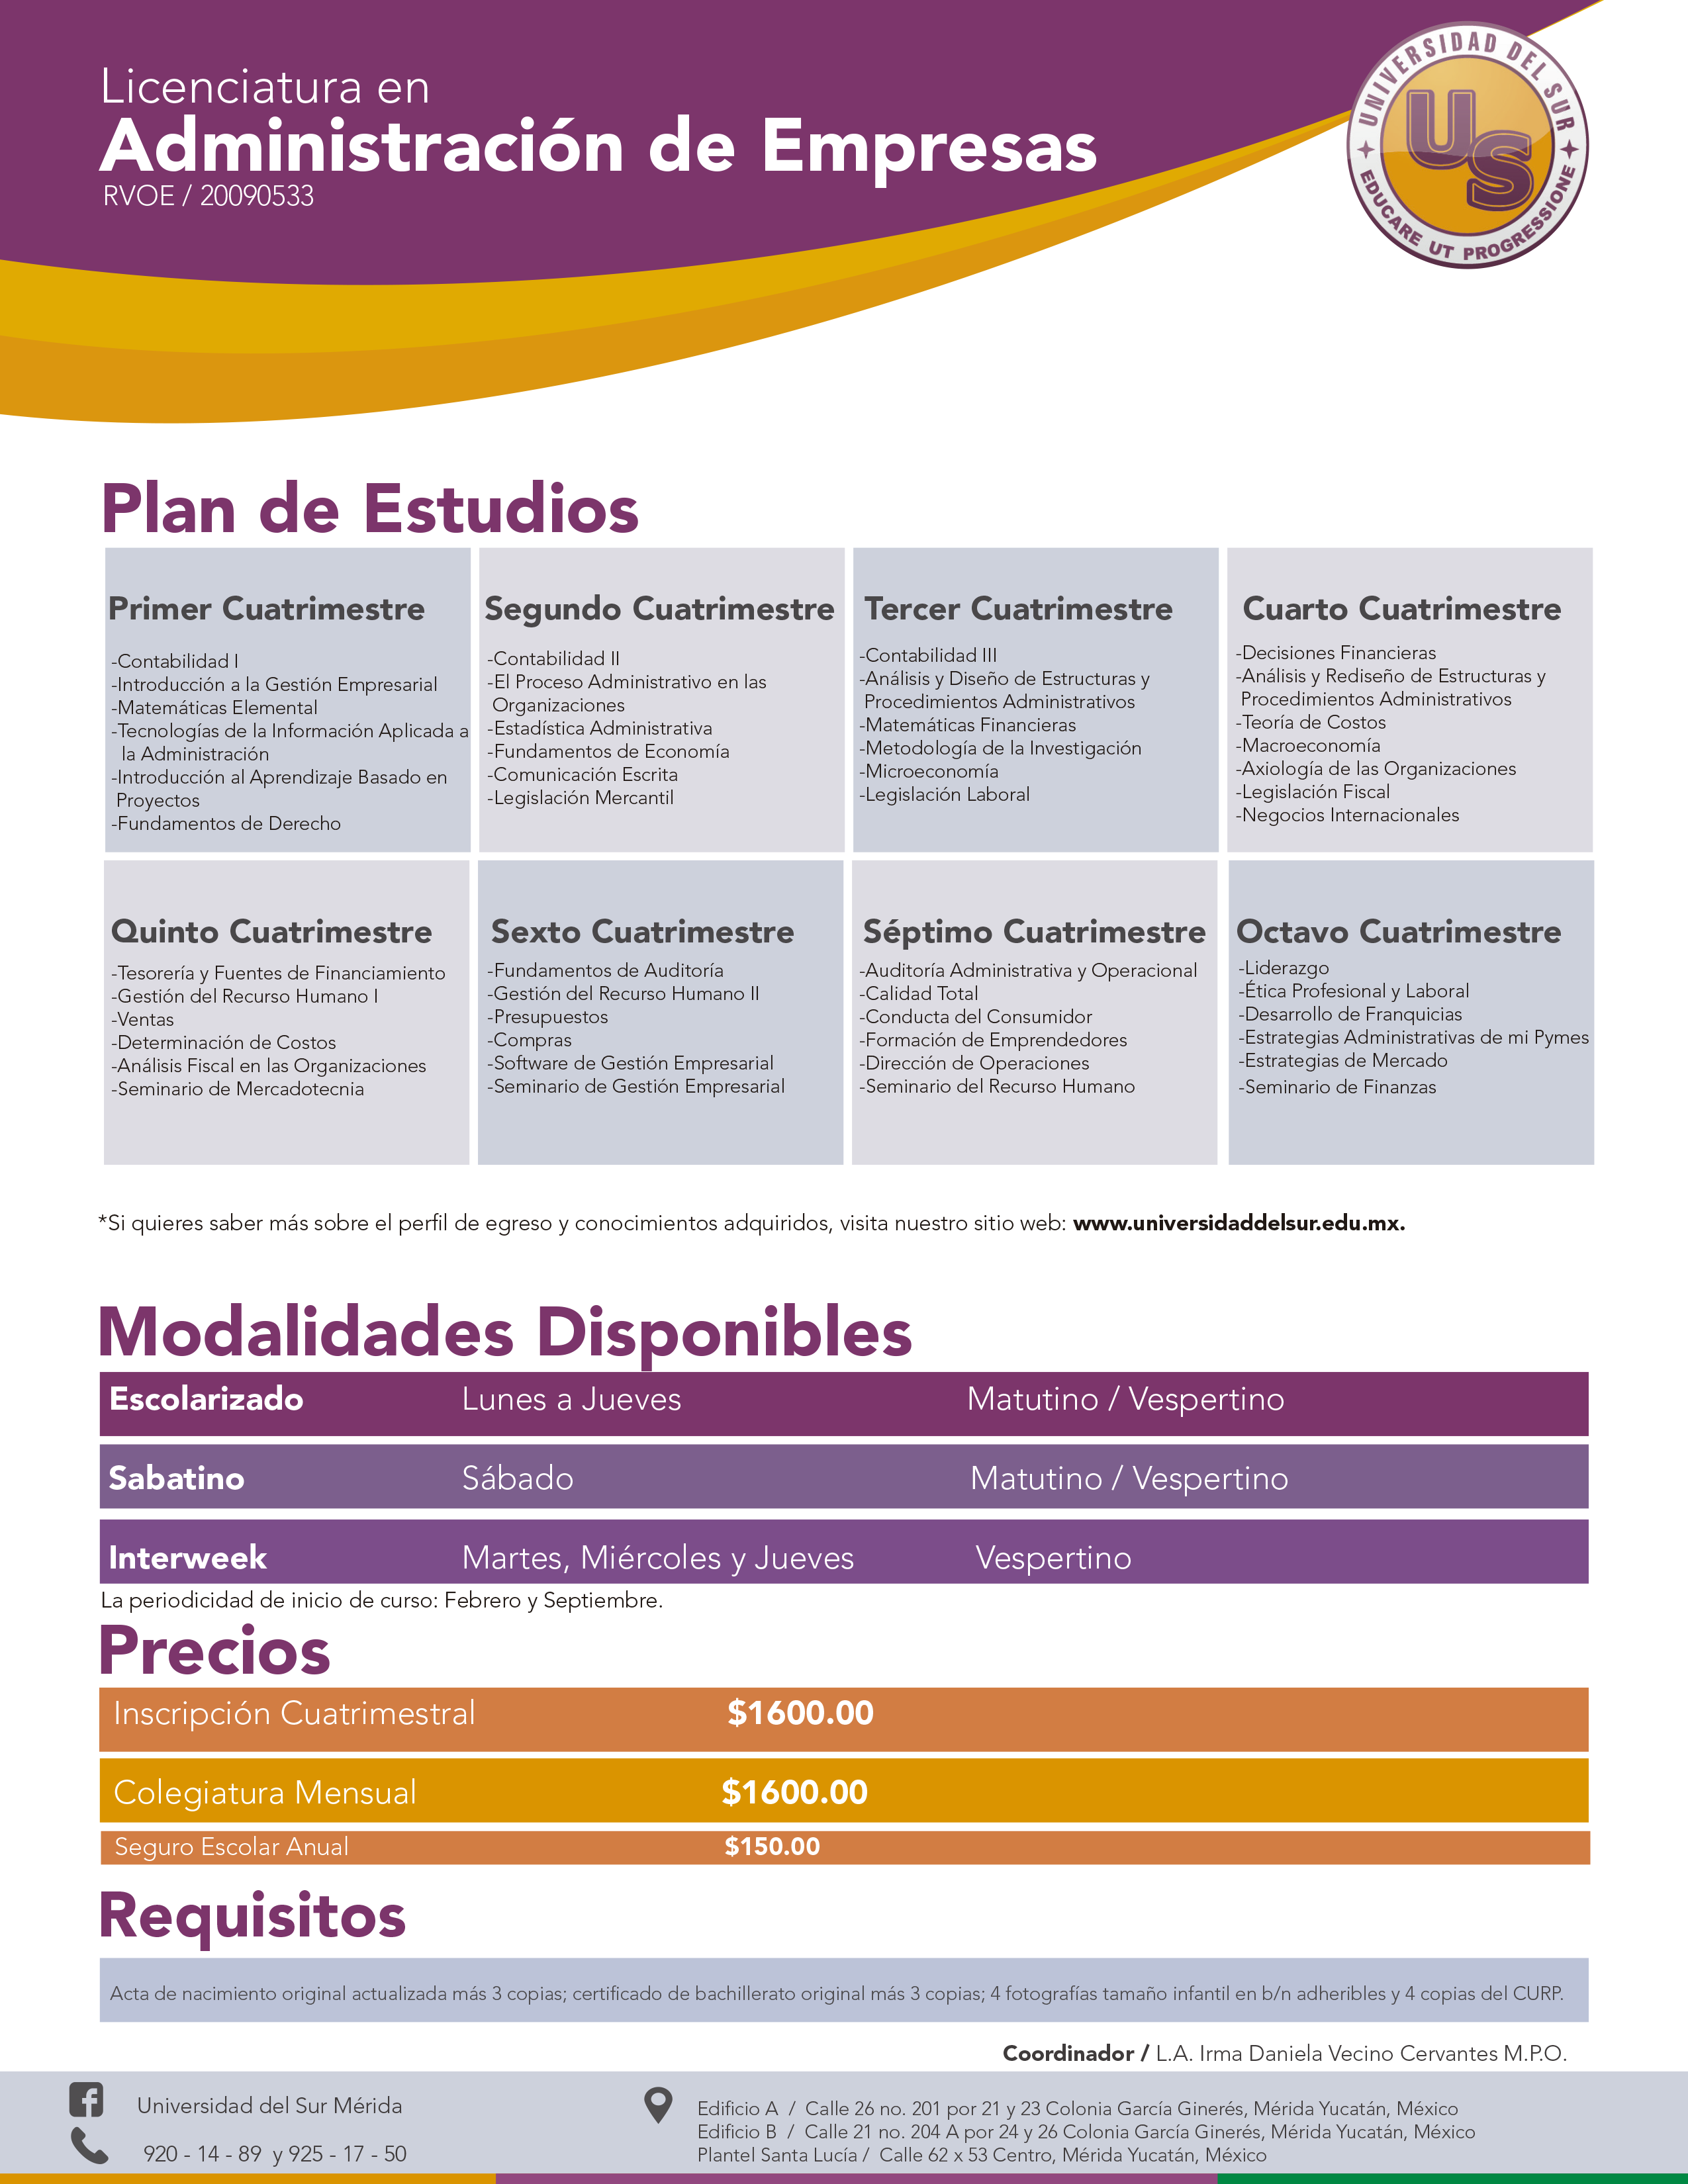 Licenciatura en
Administración de Empresas
RVOE / 20090533
UNIVERSIDAD DEL SUR
US
EDUCARE UT PROGRESSIONE
Plan de Estudios
Primer Cuatrimestre
-Contabilidad I
-Introducción a la Gestión Empresarial
-Matemáticas Elemental
-Tecnologías de la Información Aplicada a
la Administración
-Introducción al Aprendizaje Basado en
Proyectos
-Fundamentos de Derecho
Segundo Cuatrimestre
-Contabilidad II
-El Proceso Administrativo en las
Organizaciones
-Estadística Administrativa
-Fundamentos de Economía
-Comunicación Escrita
-Legislación Mercantil
Tercer Cuatrimestre
-Contabilidad III
-Análisis y Diseño de Estructuras y
Procedimientos Administrativos
-Matemáticas Financieras
-Metodología de la Investigación
-Microeconomía
-Legislación Laboral
Cuarto Cuatrimestre
-Decisiones Financieras
-Análisis y Rediseño de Estructuras y
Procedimientos Administrativos
-Teoría de Costos
-Macroeconomía
-Axiología de las Organizaciones
-Legislación Fiscal
-Negocios Internacionales
Quinto Cuatrimestre
-Tesorería y Fuentes de Financiamiento
-Gestión del Recurso Humano I
-Ventas
-Determinación de Costos
-Análisis Fiscal en las Organizaciones
-Seminario de Mercadotecnia
Sexto Cuatrimestre
-Fundamentos de Auditoría
-Gestión del Recurso Humano II
-Presupuestos
-Compras
-Software de Gestión Empresarial
-Seminario de Gestión Empresarial
Séptimo Cuatrimestre
-Auditoría Administrativa y Operacional
-Calidad Total
-Conducta del Consumidor
-Formación de Emprendedores
-Dirección de Operaciones
-Seminario del Recurso Humano
Octavo Cuatrimestre
-Liderazgo
-Ética Profesional y Laboral
-Desarrollo de Franquicias
-Estrategias Administrativas de mi Pymes
-Estrategias de Mercado
-Seminario de Finanzas
*Si quieres saber más sobre el perfil de egreso y conocimientos adquiridos, visita nuestro sitio web: www.universidaddelsur.edu.mx.
Modalidades Disponibles
Escolarizado Lunes a Jueves Matutino / Vespertino
Sabatino Sábado Matutino / Vespertino
Interweek Martes, Miércoles y Jueves Vespertino
La periodicidad de inicio de curso: Febrero y Septiembre.
Precios
Inscripción Cuatrimestral $1600.00
Colegiatura Mensual $1600.00
Seguro Escolar Anual $150.00
Requisitos
Acta de nacimiento original actualizada más 3 copias; certificado de bachillerato original más 3 copias; 4 fotografías tamaño infantil en b/n adheribles y 4 copias del CURP.
Coordinador / L.A. Irma Daniela Vecino Cervantes M.P.O.
Universidad del Sur Mérida
920 - 14 - 89 y 925 - 17 - 50
Edificio A / Calle 26 no. 201 por 21 y 23 Colonia García Ginerés, Mérida Yucatán, México
Edificio B / Calle 21 no. 204 A por 24 y 26 Colonia García Ginerés, Mérida Yucatán, México
Plantel Santa Lucía / Calle 62 x 53 Centro, Mérida Yucatán, México